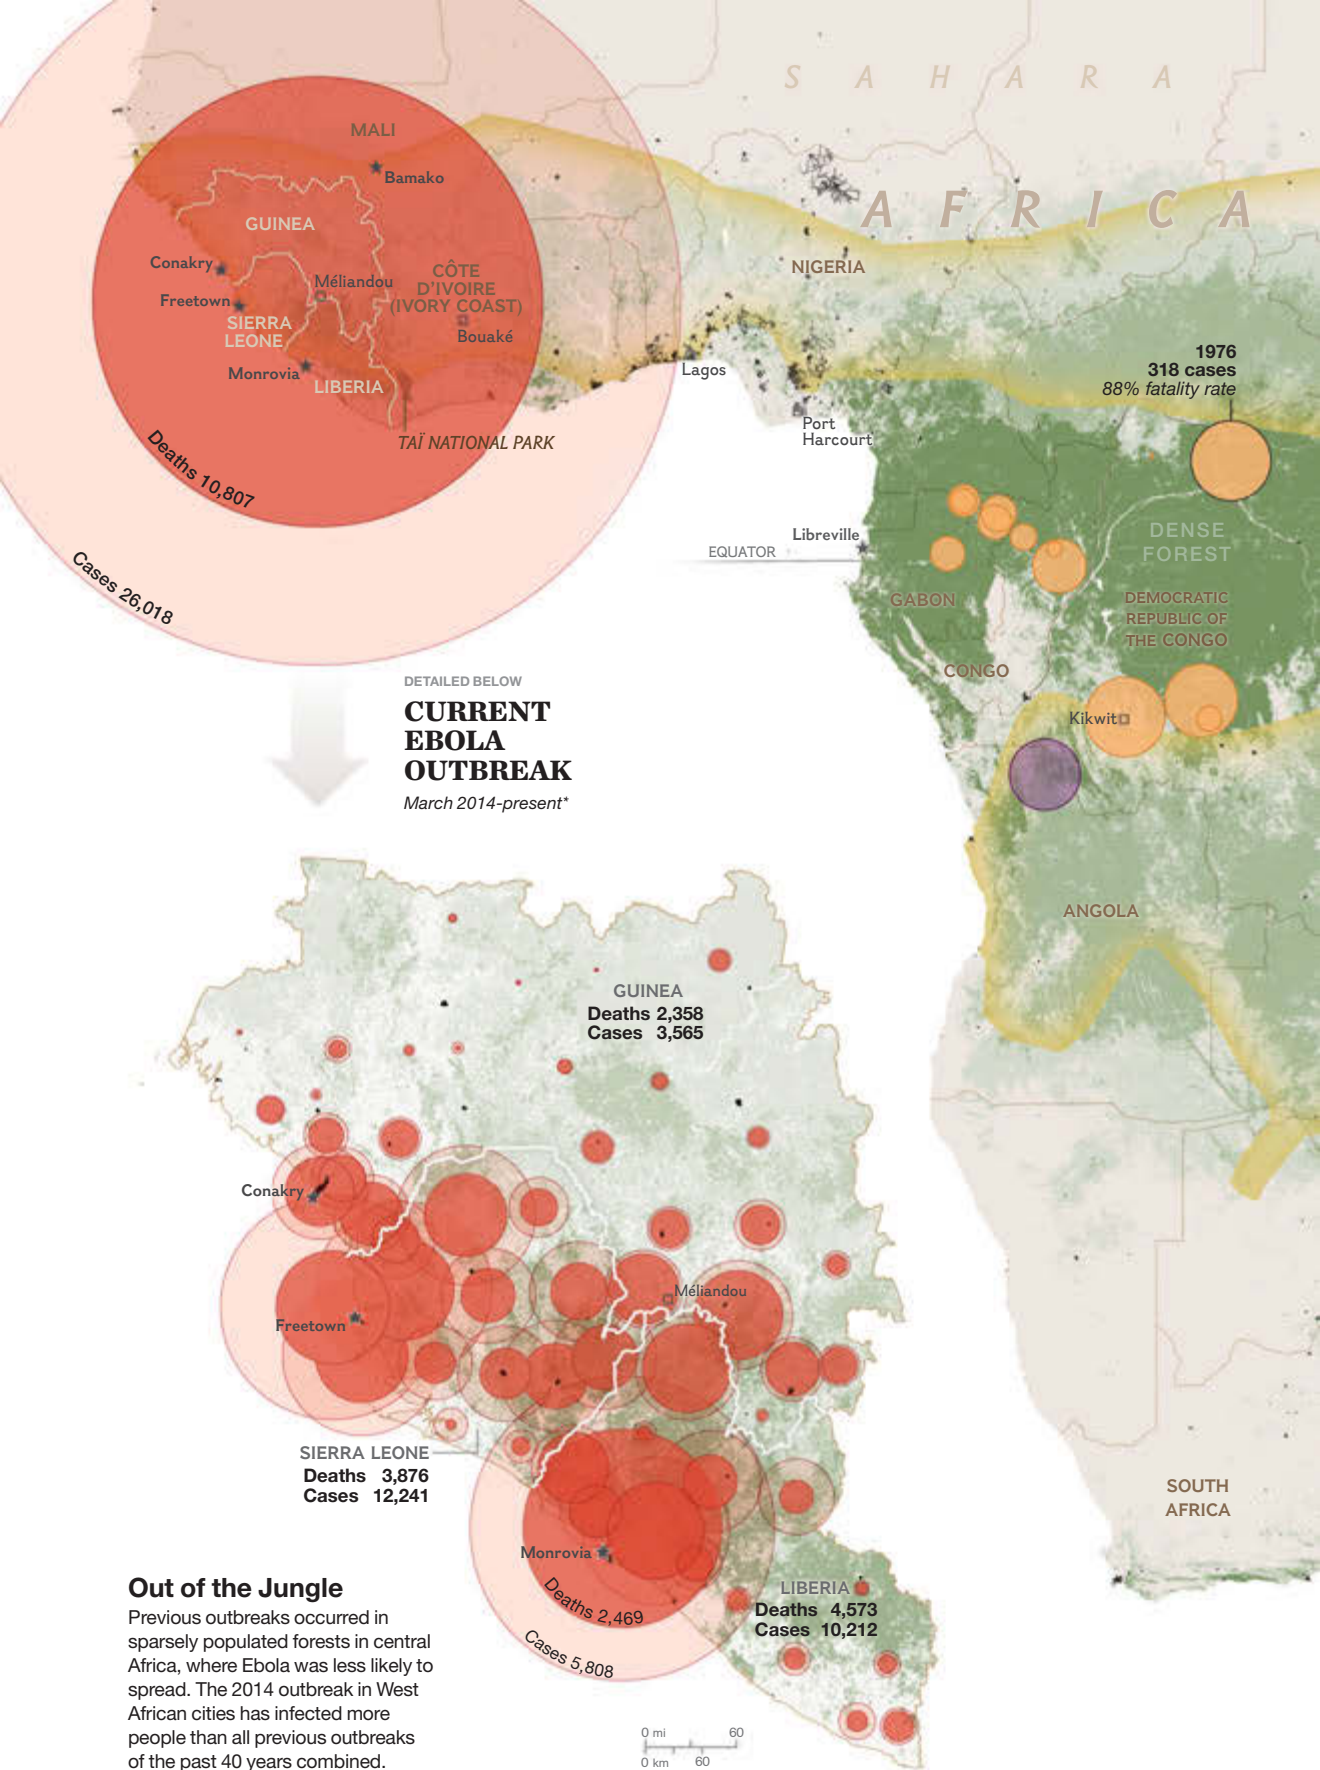 SAHARA
AFRICA
MALI
Bamako
GUINEA
Conakry
Méliandou
CÔTE
D'IVOIRE
(IVORY COAST)
Freetown
SIERRA
LEONE
Bouaké
Monrovia
LIBERIA
TAÏ NATIONAL PARK
Deaths 10,807
Cases 26,018
NIGERIA
Lagos
Port
Harcourt
1976
318 cases
88% fatality rate
Libreville
EQUATOR
DENSE
FOREST
GABON
DEMOCRATIC
REPUBLIC OF
THE CONGO
CONGO
Kikwit
ANGOLA
SOUTH
AFRICA
DETAILED BELOW
CURRENT
EBOLA
OUTBREAK
March 2014-present*
GUINEA
Deaths 2,358
Cases 3,565
Conakry
Méliandou
Freetown
SIERRA LEONE
Deaths 3,876
Cases 12,241
Monrovia
Deaths 2,469
Cases 5,808
LIBERIA
Deaths 4,573
Cases 10,212
Out of the Jungle
Previous outbreaks occurred in
sparsely populated forests in central
Africa, where Ebola was less likely to
spread. The 2014 outbreak in West
African cities has infected more
people than all previous outbreaks
of the past 40 years combined.
0 mi 60
0 km 60